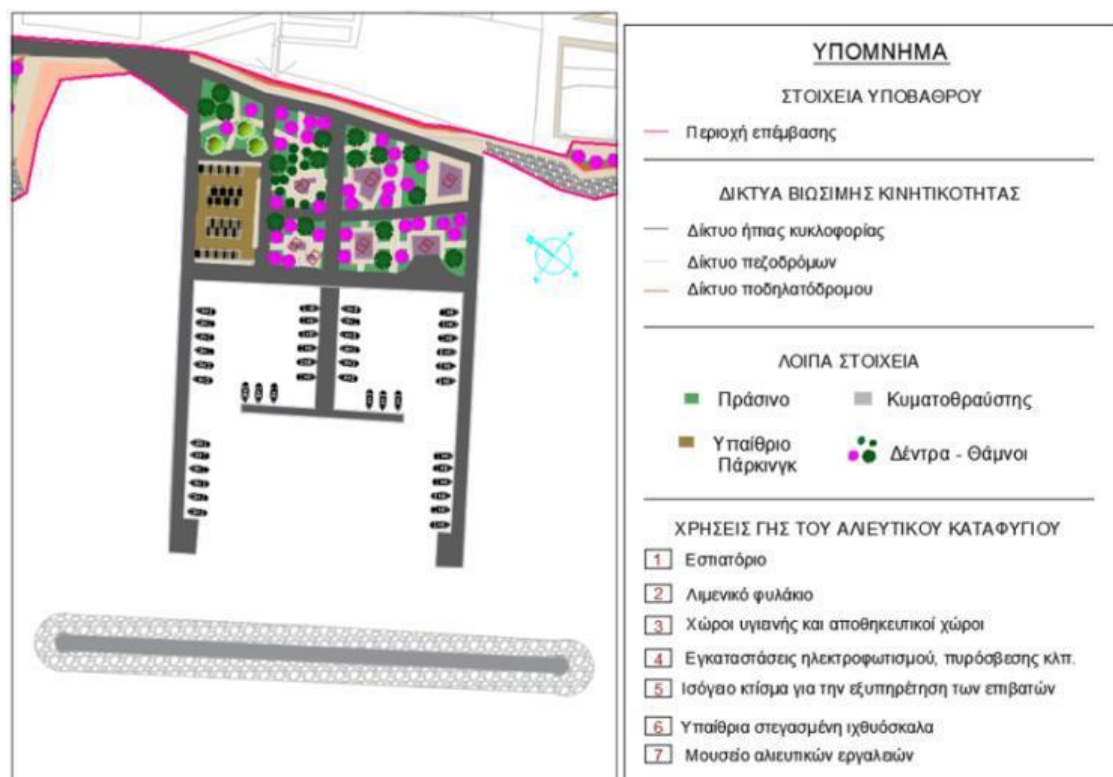 ΥΠΟΜΝΗΜΑ
ΣΤΟΙΧΕΙΑ ΥΠΟΒΑΘΡΟΥ
Περιοχή επέμβασης
ΔΙΚΤΥΑ ΒΙΩΣΙΜΗΣ ΚΙΝΗΤΙΚΟΤΗΤΑΣ
Δίκτυο ήπιας κυκλοφορίας
Δίκτυο πεζοδρόμων
Δίκτυο ποδηλατόδρομου
ΛΟΙΠΑ ΣΤΟΙΧΕΙΑ
Πράσινο
Κυματοθραύστης
Υπαίθριο
Πάρκινγκ
Δέντρα - Θάμνοι
ΧΡΗΣΕΙΣ ΓΗΣ ΤΟΥ ΑΛΙΕΥΤΙΚΟΥ ΚΑΤΑΦΥΓΙΟΥ
1 Εστιατόριο
2 Λιμενικό φυλάκιο
3 Χώροι υγιανής και αποθηκευτικοί χώροι
4 Εγκαταστάσεις ηλεκτροφωτισμού, πυρόσβεσης κλπ.
5 Ισόγειο κτίσμα για την εξυπηρέτηση των επιβατών
6 Υπαίθρια στεγασμένη ιχθυόσκαλα
7 Μουσείο αλιευτικών εργαλειών